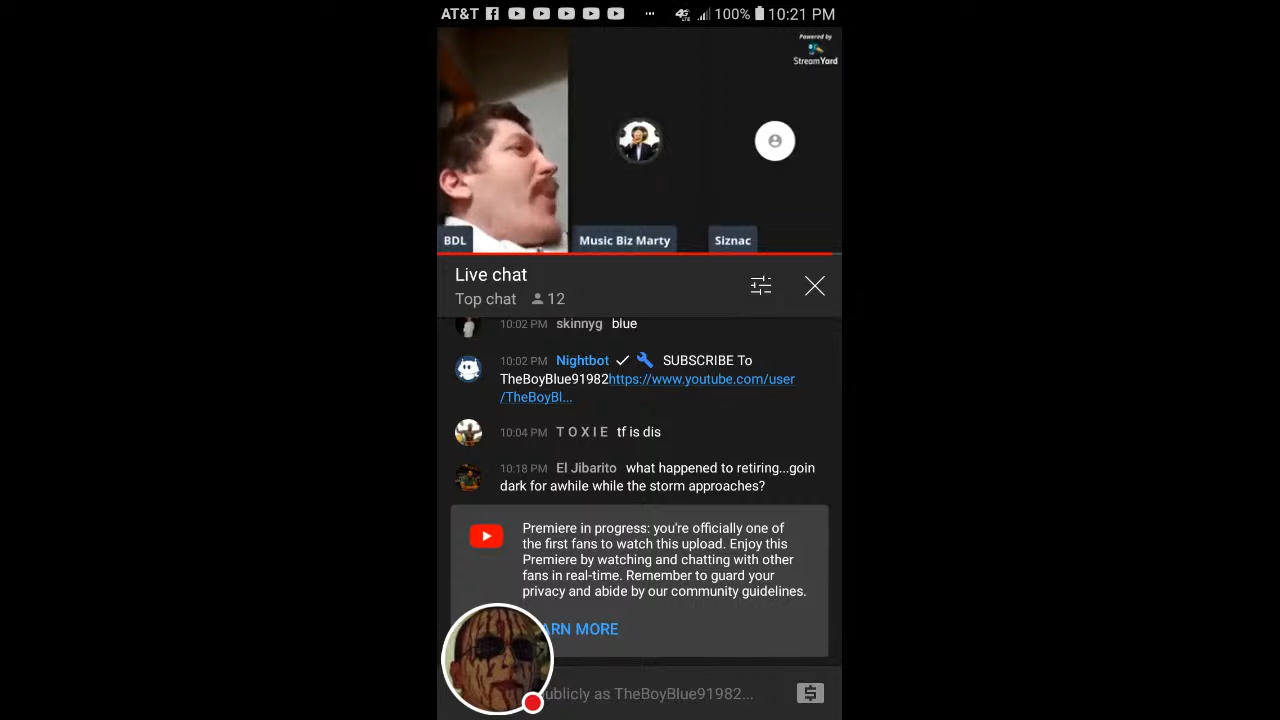 AT&T 4G LTE 100% 10:21 PM
Powered by
StreamYard
BDL Music Biz Marty Siznac
Live chat
Top chat 12
10:02 PM skinnyg blue
10:02 PM Nightbot SUBSCRIBE To
TheBoyBlue91982https://www.youtube.com/user
/TheBoyBl...
10:04 PM T O X I E tf is dis
10:18 PM El Jibarito what happened to retiring...goin
dark for awhile while the storm approaches?
Premiere in progress: you're officially one of
the first fans to watch this upload. Enjoy this
Premiere by watching and chatting with other
fans in real-time. Remember to guard your
privacy and abide by our community guidelines.
ARN MORE
ublicly as TheBoyBlue91982...